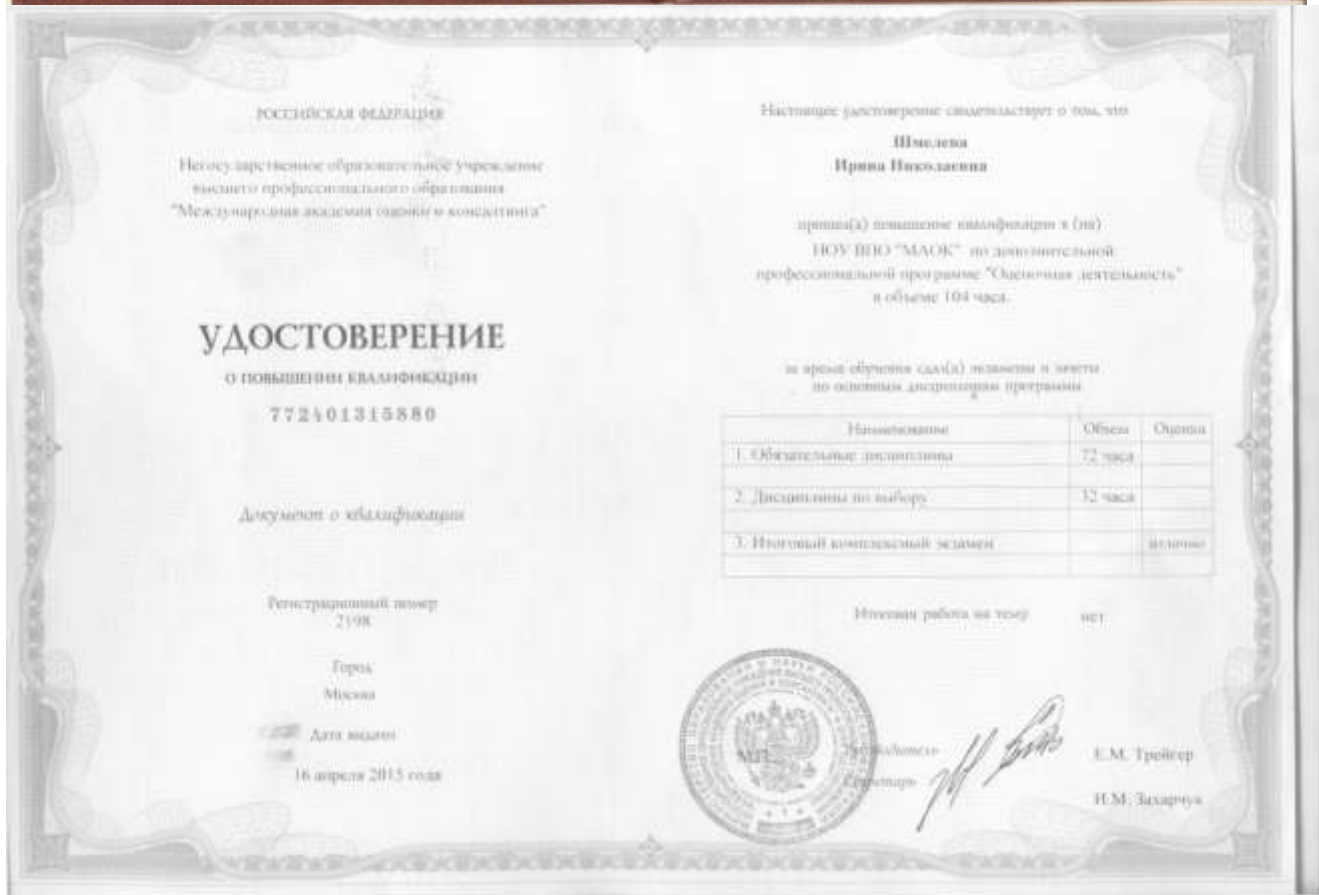 РОССИЙСКАЯ ФЕДЕРАЦИЯ
Негосударственное образовательное учреждение
высшего профессионального образования
"Международная академия оценки и консалтинга"
УДОСТОВЕРЕНИЕ
О ПОВЫШЕНИИ КВАЛИФИКАЦИИ
772401315880
Документ о квалификации
Регистрационный номер
2198
Город
Москва
Дата выдачи
16 апреля 2015 года
Настоящее удостоверение свидетельствует о том, что
Шмелева
Ирина Николаевна
прошел(а) повышение квалификации в (на)
НОУ ВПО "МАОК" по дополнительной
профессиональной программе "Оценочная деятельность"
в объеме 104 часа.
за время обучения сдал(а) экзамены и зачеты
по основным дисциплинам программы
Наименование Объем Оценка
1. Обязательные дисциплины 72 часа
2. Дисциплины по выбору 32 часа
3. Итоговый комплексный экзамен отлично
Итоговая работа на тему нет
М.П.
Руководитель Е.М. Трейгер
Секретарь Н.М. Захарчук